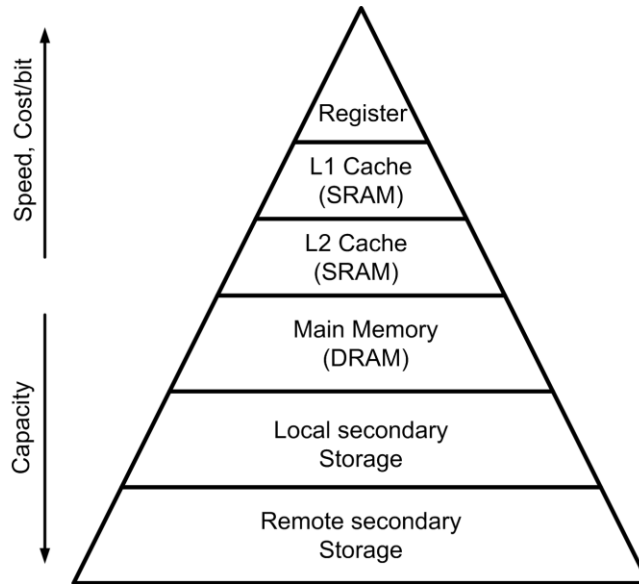 Speed, Cost/bit
Capacity
Register
L1 Cache
(SRAM)
L2 Cache
(SRAM)
Main Memory
(DRAM)
Local secondary
Storage
Remote secondary
Storage